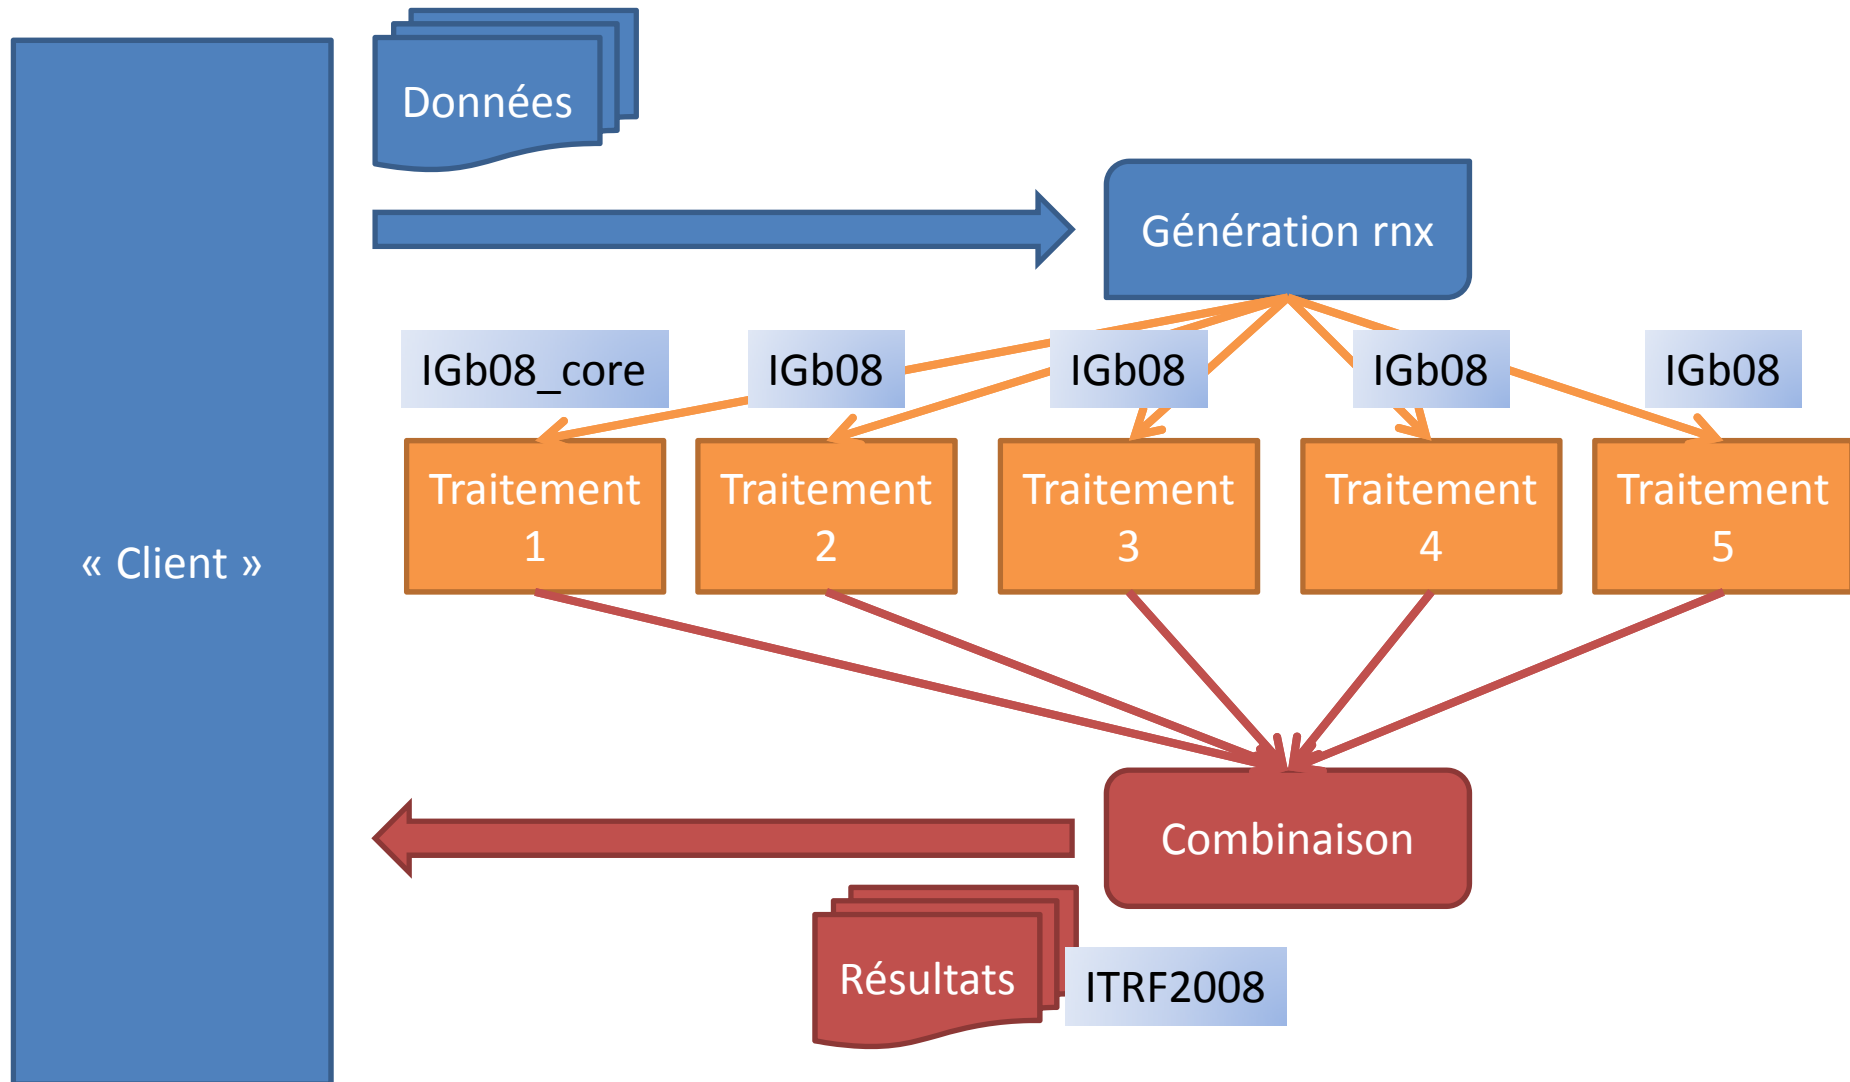 Données
Génération rnx
IGb08_core
IGb08
IGb08
IGb08
IGb08
Traitement
1
Traitement
2
Traitement
3
Traitement
4
Traitement
5
« Client »
Combinaison
Résultats
ITRF2008